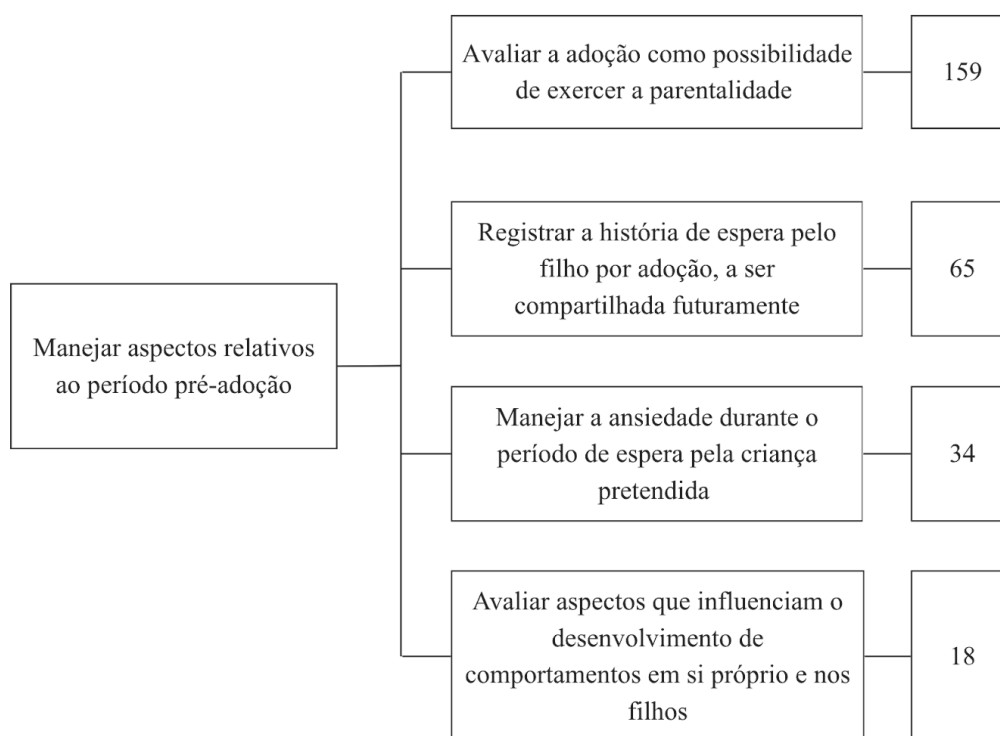 Avaliar a adoção como possibilidade
de exercer a parentalidade
159
Registrar a história de espera pelo
filho por adoção, a ser
compartilhada futuramente
65
Manejar aspectos relativos
ao período pré-adoção
Manejar a ansiedade durante o
período de espera pela criança
pretendida
34
Avaliar aspectos que influenciam o
desenvolvimento de
comportamentos em si próprio e nos
filhos
18